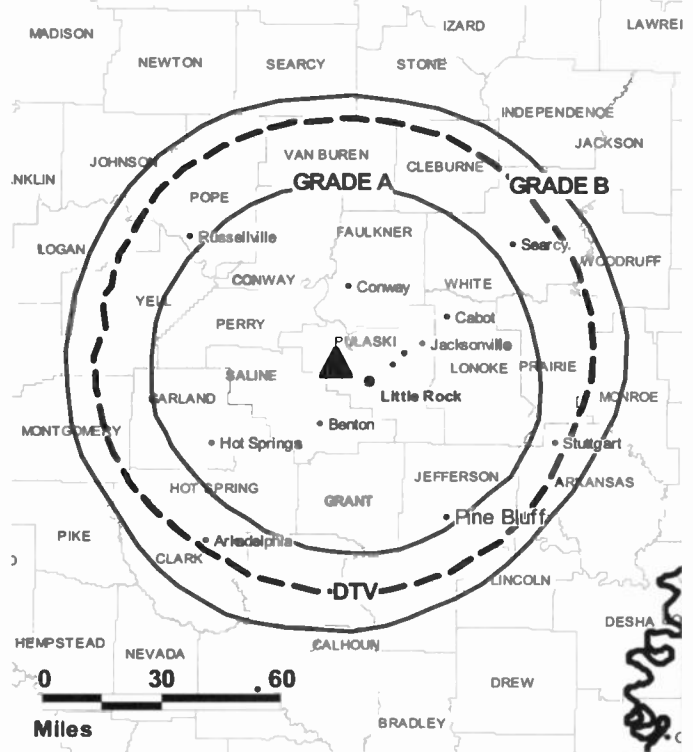 MADISON
IZARD
LAWREI
NEWTON
SEARCY
STONE
INDEPENDENCE
JACKSON
JOHNSON
VAN BUREN
CLEBURNE
NKLIN
GRADE A
GRADE B
POPE
Russellville
FAULKNER
Searcy
LOGAN
WOODRUFF
CONWAY
Conway
WHITE
YELL
Cabot
PERRY
PULASKI
Jacksonville
SALINE
LONOKE
PRAIRIE
Little Rock
GARLAND
MONROE
Benton
MONTGOMERY
Hot Springs
Stuttgart
JEFFERSON
ARKANSAS
HOT SPRING
GRANT
Pine Bluff
PIKE
Arkadelphia
CLARK
LINCOLN
DTV
DESHA
HEMPSTEAD
NEVADA
CALHOUN
0 30 60
DREW
BRADLEY
Miles